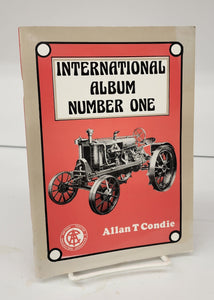 INTERNATIONAL
ALBUM
NUMBER ONE
Allan T Condie